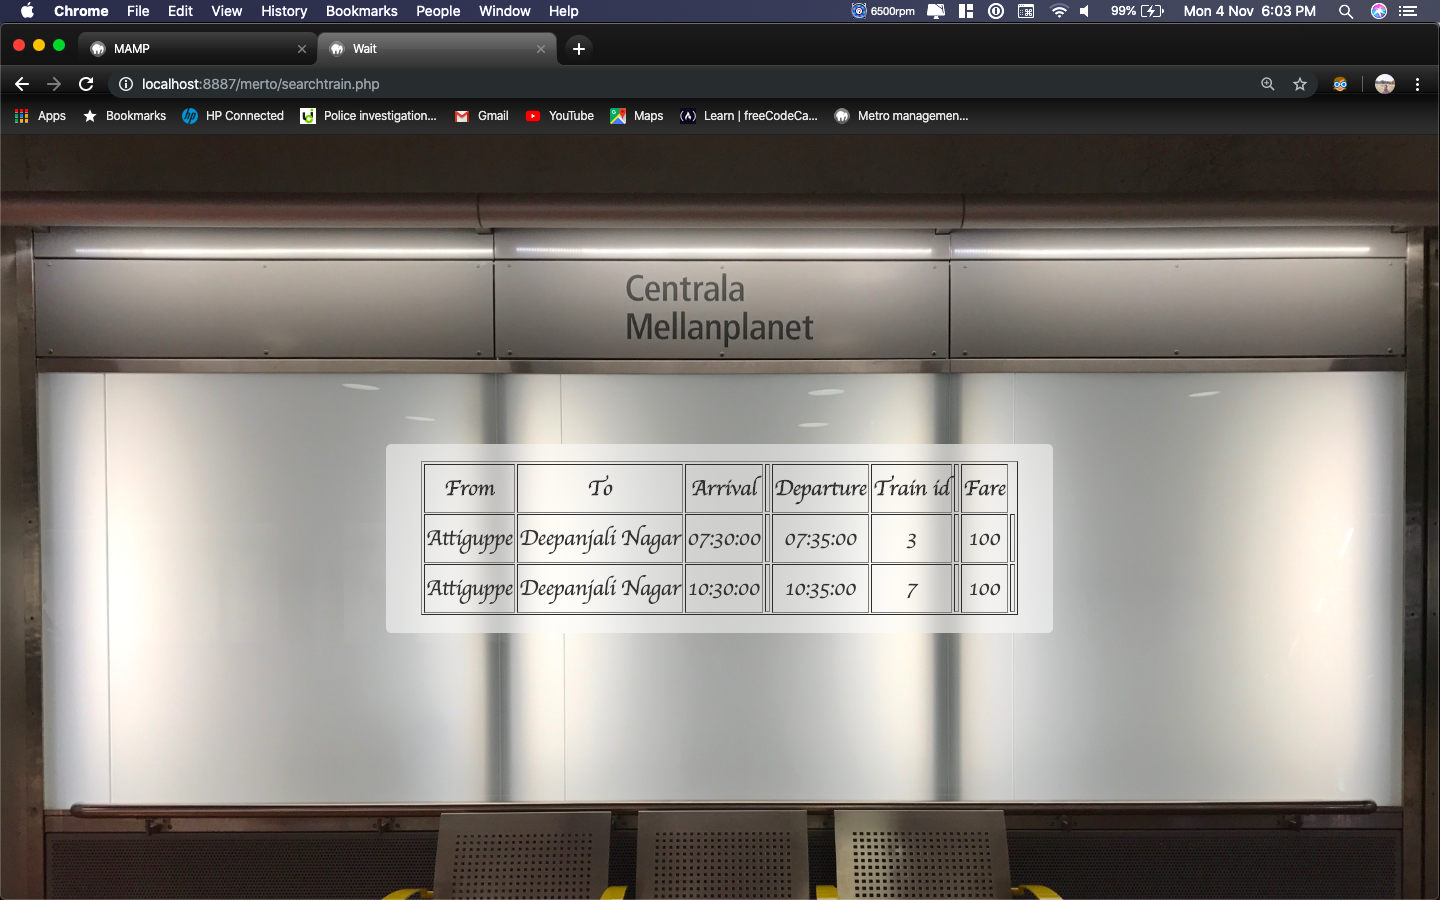 Chrome File Edit View History Bookmarks People Window Help 6500rpm 99% Mon 4 Nov 6:03 PM
MAMP Wait
localhost:8887/merto/searchtrain.php
Apps Bookmarks HP Connected Police investigation... Gmail YouTube Maps Learn | freeCodeCa... Metro managemen...
Centrala
Mellanplanet
From To Arrival Departure Train id Fare
Attiguppe Deepanjali Nagar 07:30:00 07:35:00 3 100
Attiguppe Deepanjali Nagar 10:30:00 10:35:00 7 100